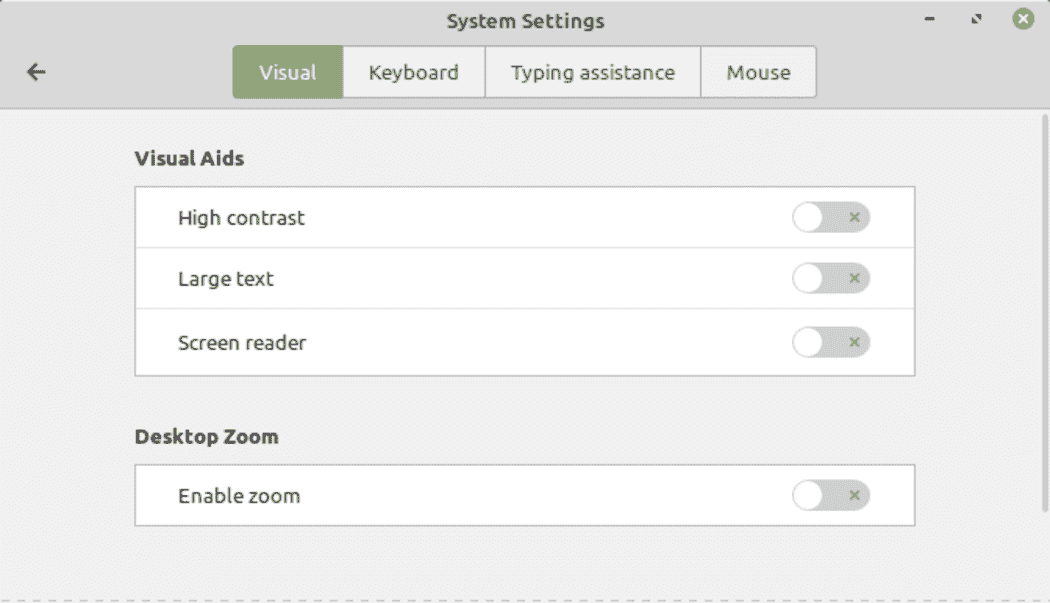 System Settings
Visual Keyboard Typing assistance Mouse
Visual Aids
High contrast
Large text
Screen reader
Desktop Zoom
Enable zoom